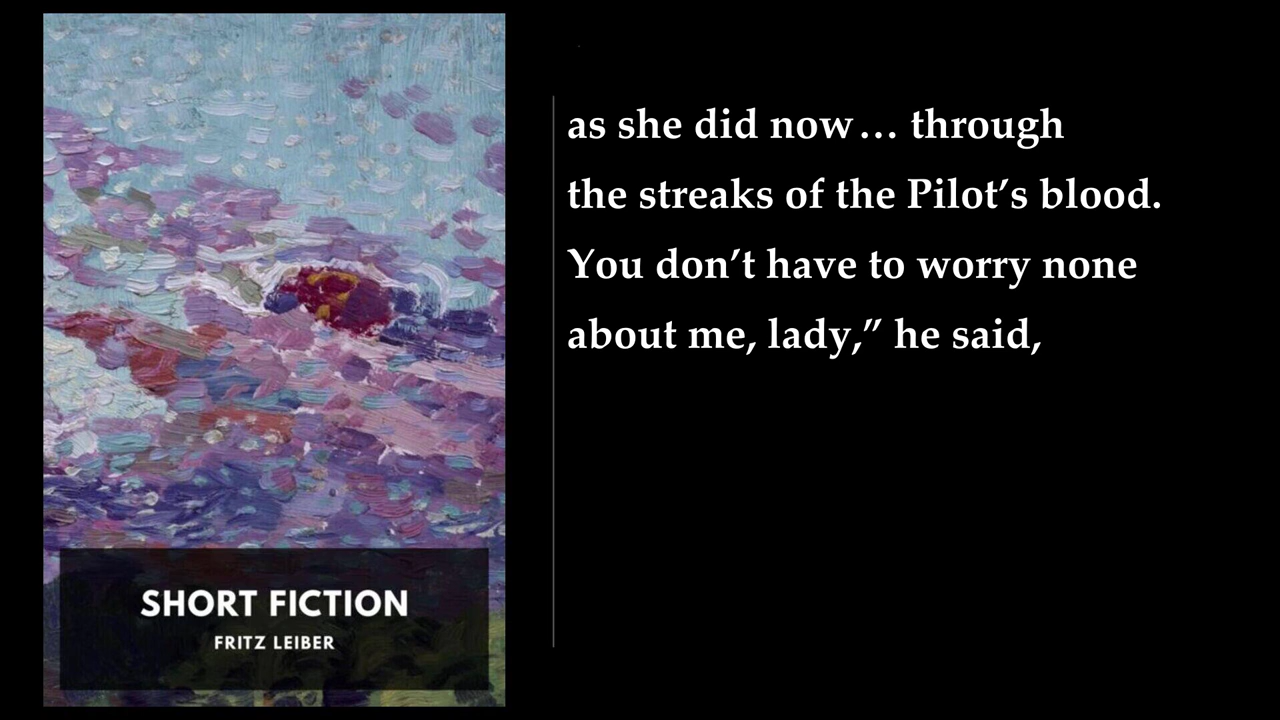 as she did now… through
the streaks of the Pilot’s blood.
You don’t have to worry none
about me, lady,” he said,
SHORT FICTION
FRITZ LEIBER